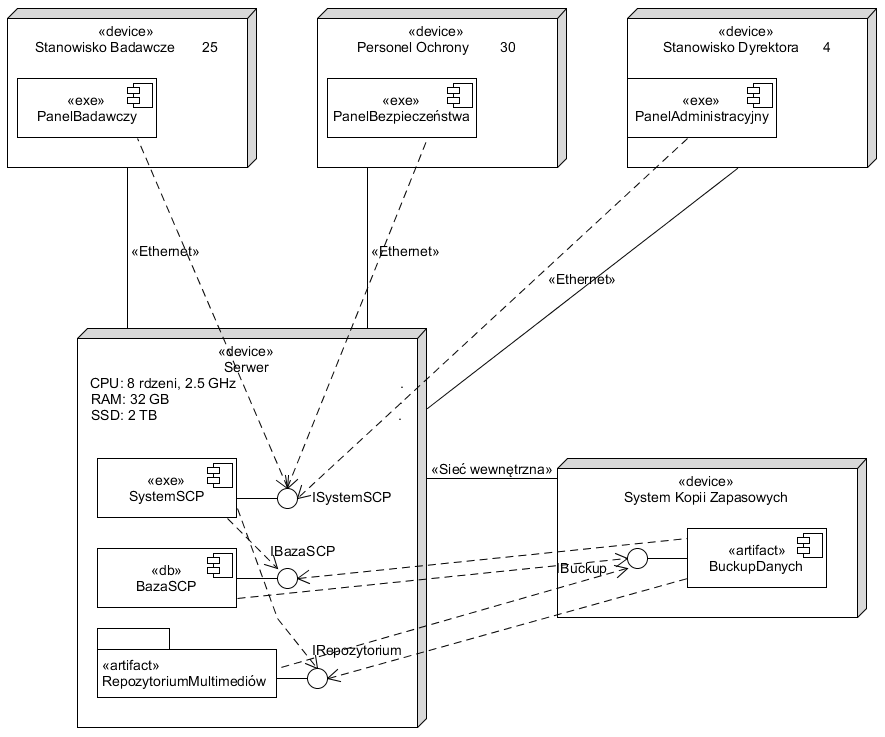 «device»
Stanowisko Badawcze 25
«exe»
PanelBadawczy
«device»
Personel Ochrony 30
«exe»
PanelBezpieczeństwa
«device»
Stanowisko Dyrektora 4
«exe»
PanelAdministracyjny
«Ethernet»
«Ethernet»
«Ethernet»
«device»
Serwer
CPU: 8 rdzeni, 2.5 GHz .
RAM: 32 GB
SSD: 2 TB .
«exe»
SystemSCP
ISystemSCP
«db»
BazaSCP
IBazaSCP
«artifact»
RepozytoriumMultimediów
IRepozytorium
«Sieć wewnętrzna»
«device»
System Kopii Zapasowych
IBuckup
«artifact»
BuckupDanych